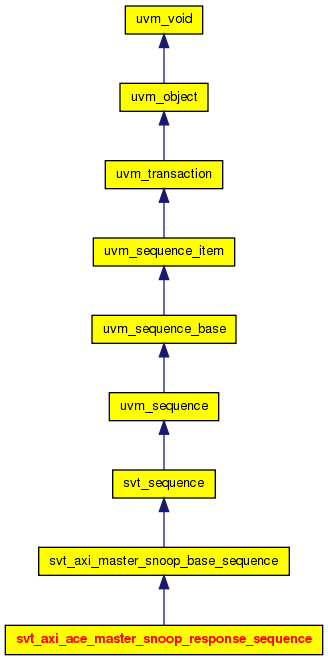 uvm_void
uvm_object
uvm_transaction
uvm_sequence_item
uvm_sequence_base
uvm_sequence
svt_sequence
svt_axi_master_snoop_base_sequence
svt_axi_ace_master_snoop_response_sequence